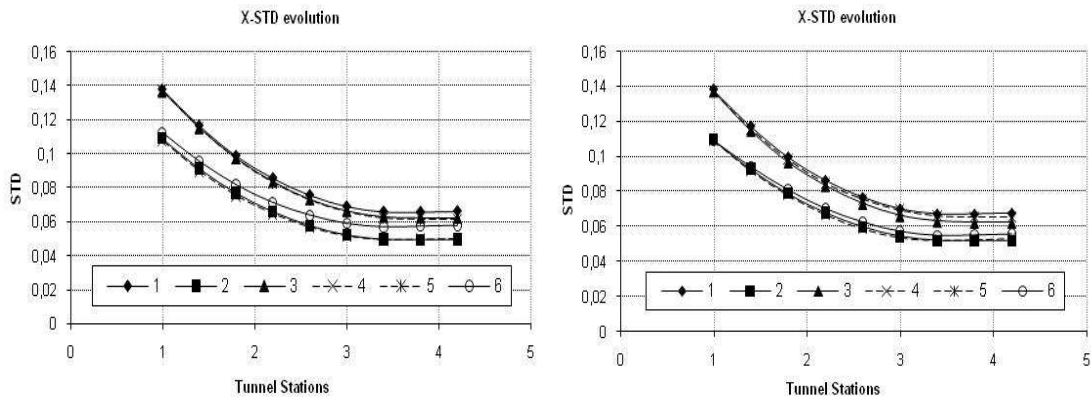 X-STD evolution
0,16
0,14
0,12
0,1
0,08
0,06
0,04
0,02
0
STD
1 2 3 4 5 6
0 1 2 3 4 5
Tunnel Stations
X-STD evolution
0,16
0,14
0,12
0,10
0,08
0,06
0,04
0,02
0
STD
1 2 3 4 5 6
0 1 2 3 4 5
Tunnel Stations